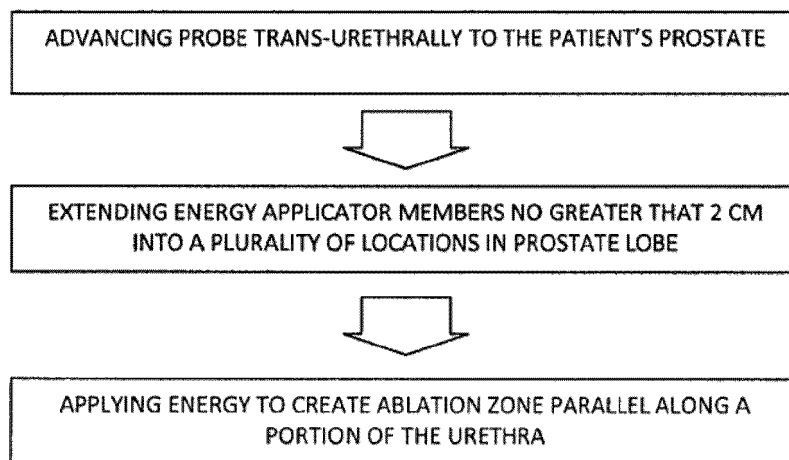 ADVANCING PROBE TRANS-URETHRALLY TO THE PATIENT'S PROSTATE
EXTENDING ENERGY APPLICATOR MEMBERS NO GREATER THAT 2 CM
INTO A PLURALITY OF LOCATIONS IN PROSTATE LOBE
APPLYING ENERGY TO CREATE ABLATION ZONE PARALLEL ALONG A
PORTION OF THE URETHRA